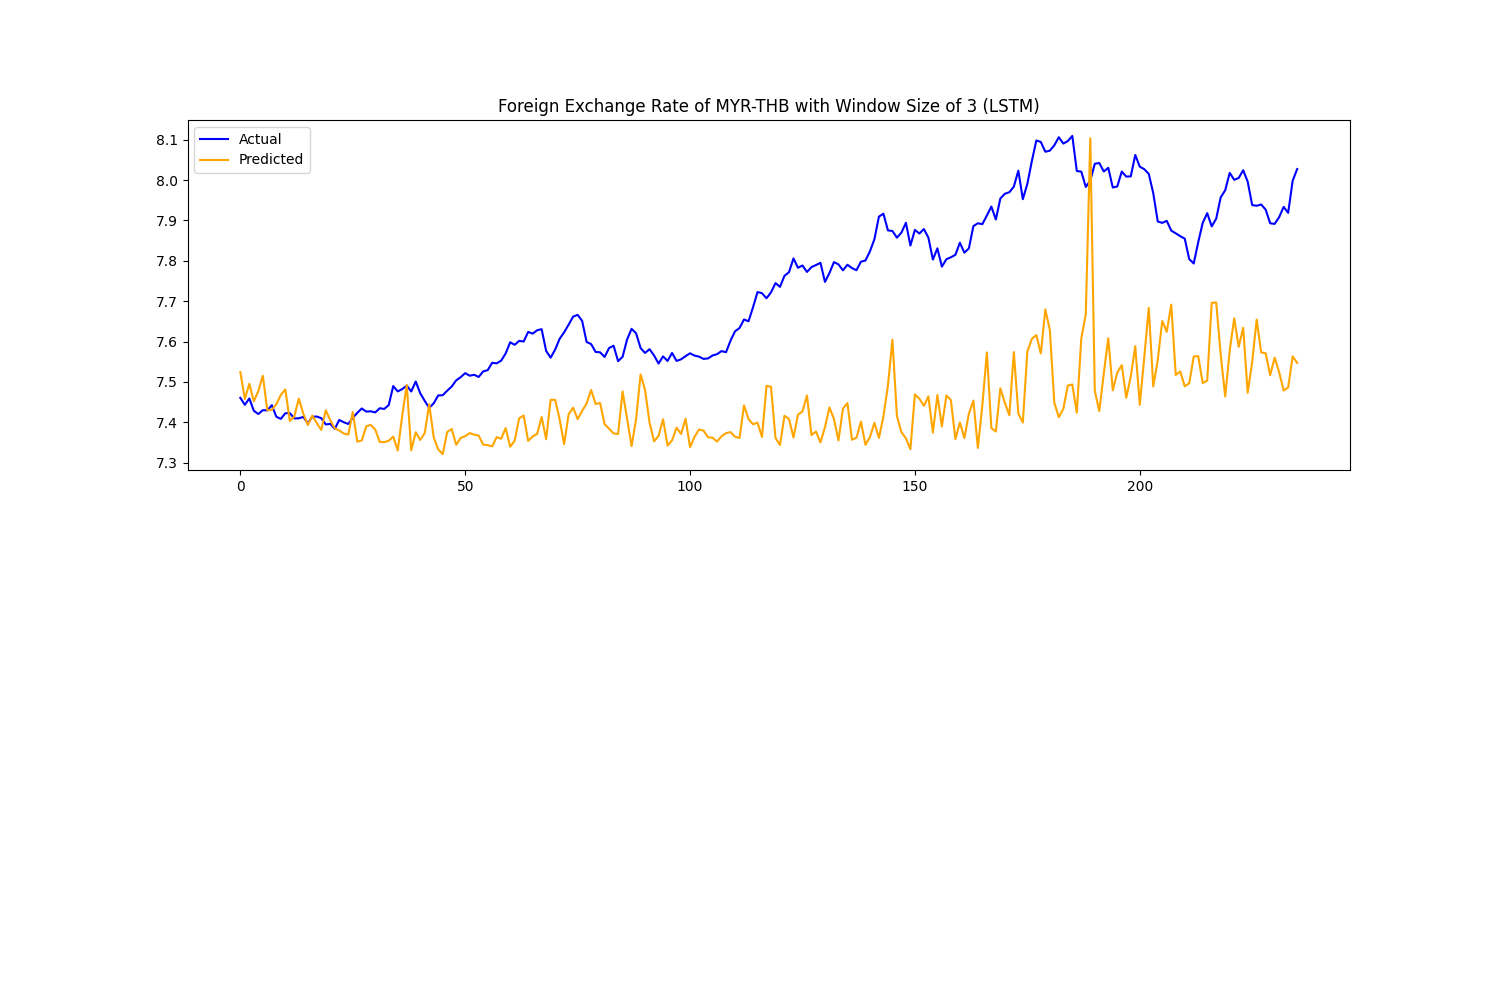 Foreign Exchange Rate of MYR-THB with Window Size of 3 (LSTM)
Actual
Predicted
8.1
8.0
7.9
7.8
7.7
7.6
7.5
7.4
7.3
0 50 100 150 200